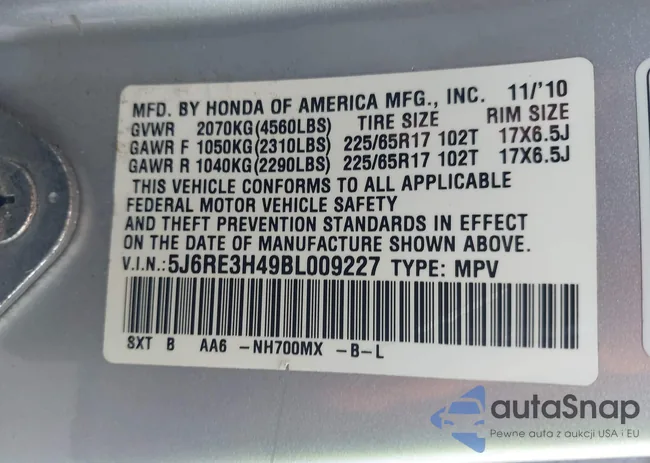 MFD. BY HONDA OF AMERICA MFG., INC. 11/'10
GVWR 2070KG(4560LBS) TIRE SIZE RIM SIZE
GAWR F 1050KG(2310LBS) 225/65R17 102T 17X6.5J
GAWR R 1040KG(2290LBS) 225/65R17 102T 17X6.5J
THIS VEHICLE CONFORMS TO ALL APPLICABLE
FEDERAL MOTOR VEHICLE SAFETY
AND THEFT PREVENTION STANDARDS IN EFFECT
ON THE DATE OF MANUFACTURE SHOWN ABOVE.
V.I.N.: 5J6RE3H49BL009227 TYPE: MPV
SXT B AA6 -NH700MX -B-L
autaSnap
Pewne auta z aukcji USA i EU